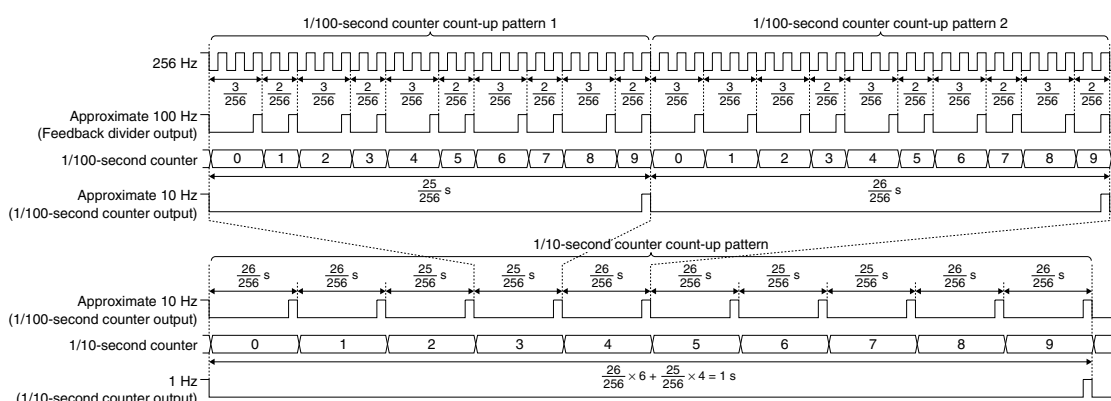 1/100-second counter count-up pattern 1 1/100-second counter count-up pattern 2
256 Hz
3/256 2/256 3/256 2/256 3/256 2/256 3/256 2/256 3/256 2/256 3/256 3/256 3/256 2/256 3/256 2/256 3/256 2/256 3/256 2/256
Approximate 100 Hz
(Feedback divider output)
1/100-second counter 0 1 2 3 4 5 6 7 8 9 0 1 2 3 4 5 6 7 8 9
25/256 s 26/256 s
Approximate 10 Hz
(1/100-second counter output)
1/10-second counter count-up pattern
26/256 s 26/256 s 25/256 s 25/256 s 26/256 s 26/256 s 26/256 s 25/256 s 26/256 s 26/256 s
Approximate 10 Hz
(1/100-second counter output)
1/10-second counter 0 1 2 3 4 5 6 7 8 9
26/256 × 6 + 25/256 × 4 = 1 s
1 Hz
(1/10-second counter output)